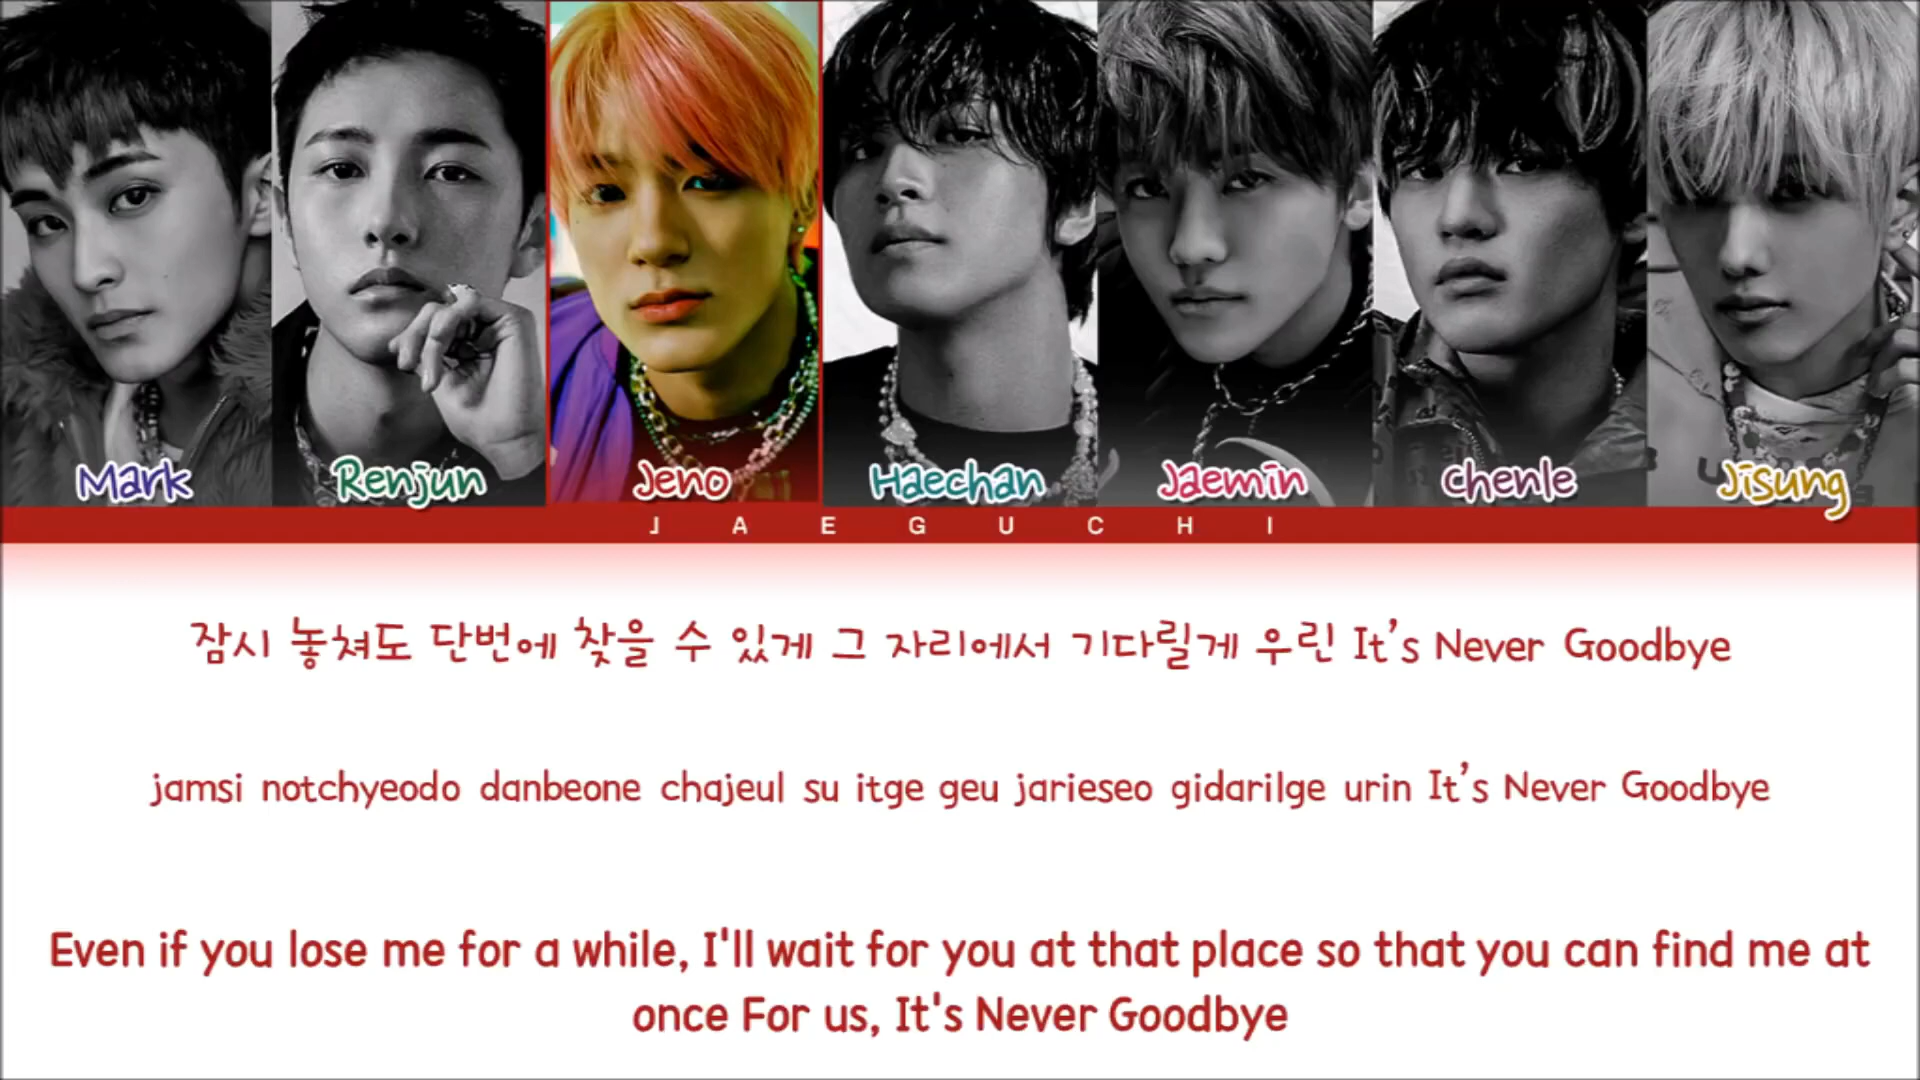 Mark Renjun Jeno Haechan Jaemin chenle Jisung
JAEGUCHI
잠시 놓쳐도 단번에 찾을 수 있게 그 자리에서 기다릴게 우린 It's Never Goodbye
jamsi notchyeodo danbeone chajeul su itge geu jarieseo gidarilge urin It's Never Goodbye
Even if you lose me for a while, I'll wait for you at that place so that you can find me at
once For us, It's Never Goodbye